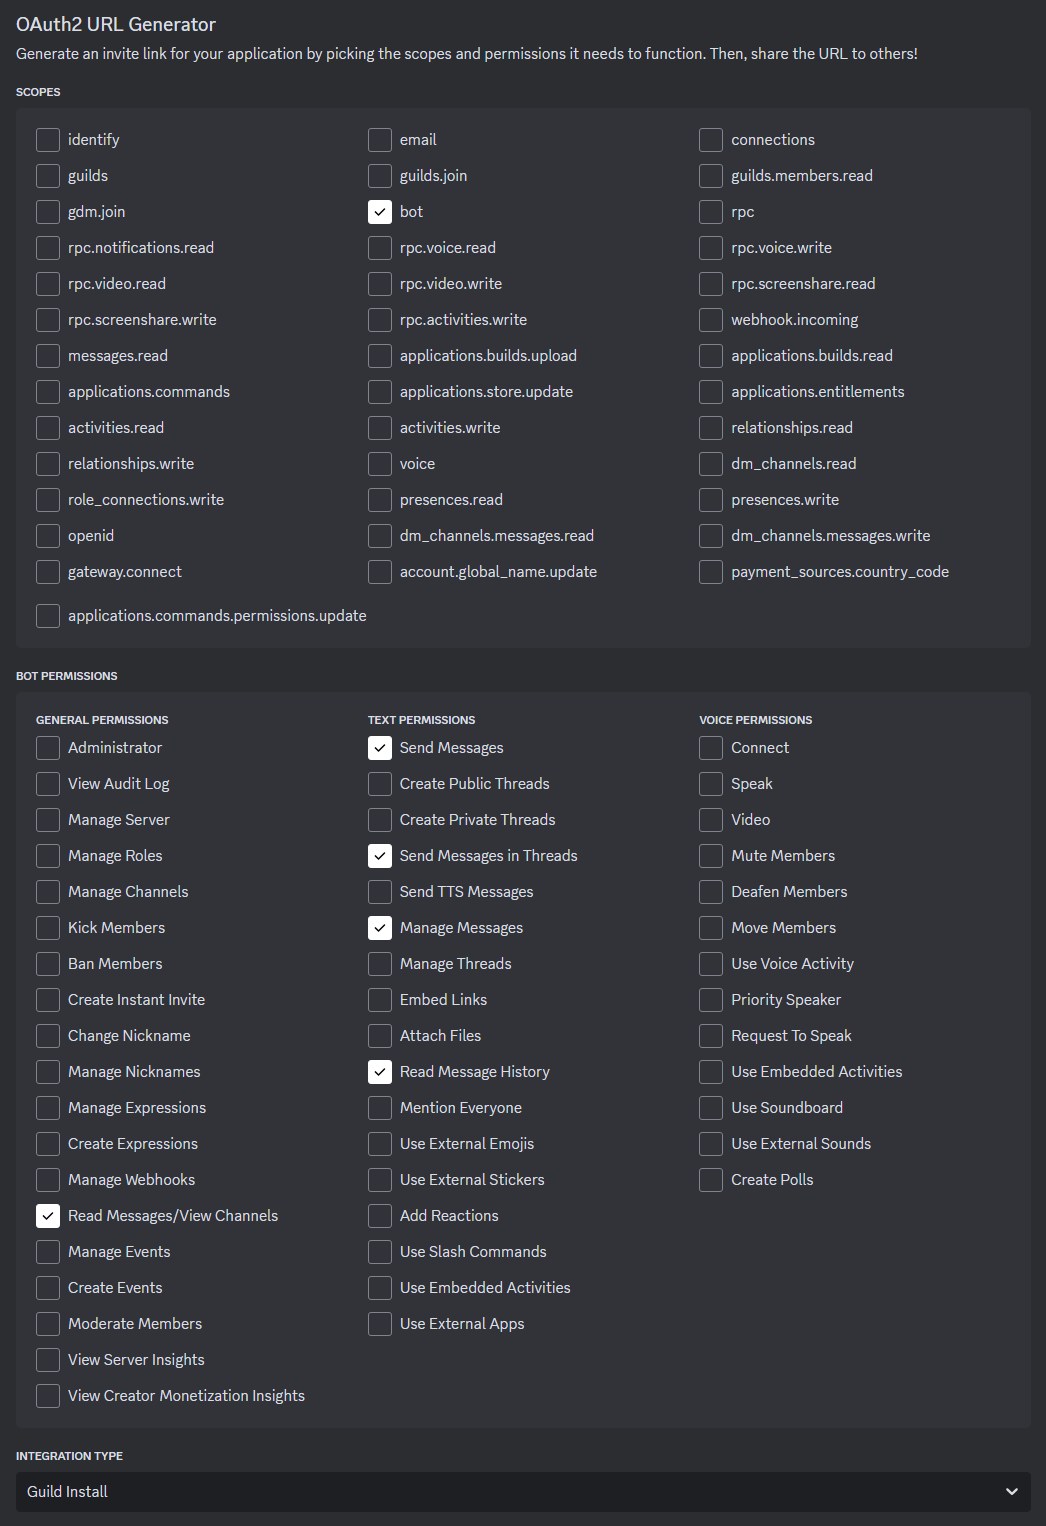 OAuth2 URL Generator
Generate an invite link for your application by picking the scopes and permissions it needs to function. Then, share the URL to others!
SCOPES
identify
email
connections
guilds
guilds.join
guilds.members.read
gdm.join
bot
rpc
rpc.notifications.read
rpc.voice.read
rpc.voice.write
rpc.video.read
rpc.video.write
rpc.screenshare.read
rpc.screenshare.write
rpc.activities.write
webhook.incoming
messages.read
applications.builds.upload
applications.builds.read
applications.commands
applications.store.update
applications.entitlements
activities.read
activities.write
relationships.read
relationships.write
voice
dm_channels.read
role_connections.write
presences.read
presences.write
openid
dm_channels.messages.read
dm_channels.messages.write
gateway.connect
account.global_name.update
payment_sources.country_code
applications.commands.permissions.update
BOT PERMISSIONS
GENERAL PERMISSIONS
Administrator
View Audit Log
Manage Server
Manage Roles
Manage Channels
Kick Members
Ban Members
Create Instant Invite
Change Nickname
Manage Nicknames
Manage Expressions
Create Expressions
Manage Webhooks
Read Messages/View Channels
Manage Events
Create Events
Moderate Members
View Server Insights
View Creator Monetization Insights
TEXT PERMISSIONS
Send Messages
Create Public Threads
Create Private Threads
Send Messages in Threads
Send TTS Messages
Manage Messages
Manage Threads
Embed Links
Attach Files
Read Message History
Mention Everyone
Use External Emojis
Use External Stickers
Add Reactions
Use Slash Commands
Use Embedded Activities
Use External Apps
VOICE PERMISSIONS
Connect
Speak
Video
Mute Members
Deafen Members
Move Members
Use Voice Activity
Priority Speaker
Request To Speak
Use Embedded Activities
Use Soundboard
Use External Sounds
Create Polls
INTEGRATION TYPE
Guild Install